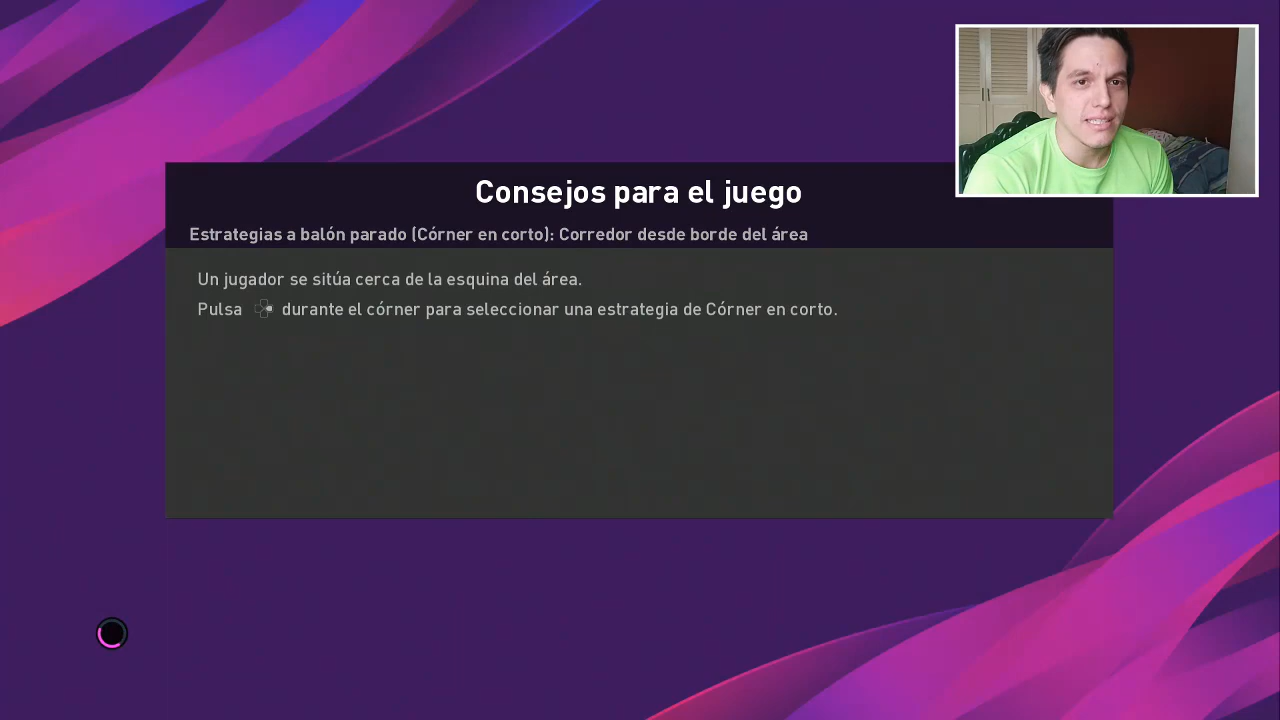 Consejos para el juego
Estrategias a balón parado (Córner en corto): Corredor desde borde del área
Un jugador se sitúa cerca de la esquina del área.
Pulsa durante el córner para seleccionar una estrategia de Córner en corto.